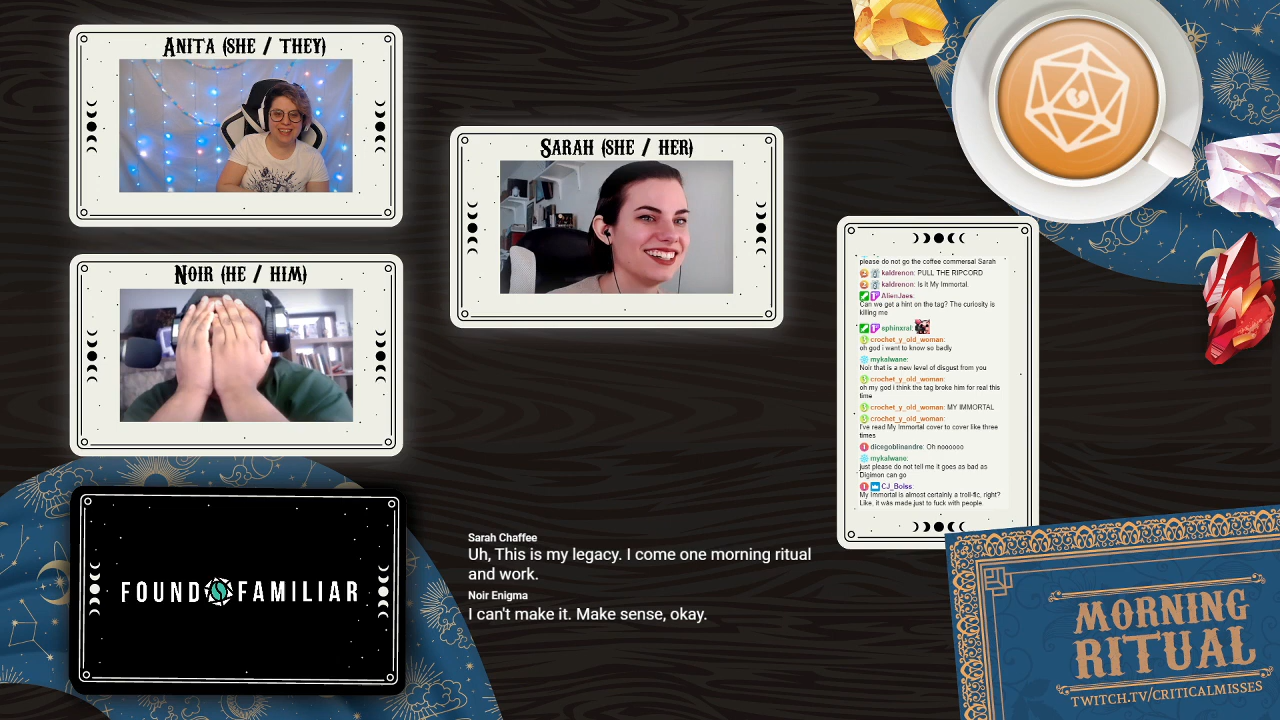 ANITA (SHE / THEY)
SARAH (SHE / HER)
NOIR (HE / HIM)
please do not go the coffee commersal Sarah
kaldrenon: PULL THE RIPCORD
kaldrenon: Is it My Immortal
AlienJaes:
Can we get a hint on the tag? The curiosity is
killing me
sphinxral:
crochet_y_old_woman:
oh god i want to know so badly
mykalwane:
Noir that is a new level of disgust from you
crochet_y_old_woman:
oh my god i think the tag broke him for real this
time
crochet_y_old_woman: MY IMMORTAL
crochet_y_old_woman:
I've read My Immortal cover to cover like three
times
dicegoblinandre: Oh noooooo
mykalwane:
just please do not tell me it goes as bad as
Digimon can go
CJ_Boiss:
My Immortal is almost certainly a troll-fic, right?
Like, it was made just to fuck with people.
FOUND FAMILIAR
Sarah Chaffee
Uh, This is my legacy. I come one morning ritual
and work.
Noir Enigma
I can't make it. Make sense, okay.
MORNING
RITUAL
TWITCH.TV/CRITICALMISSES